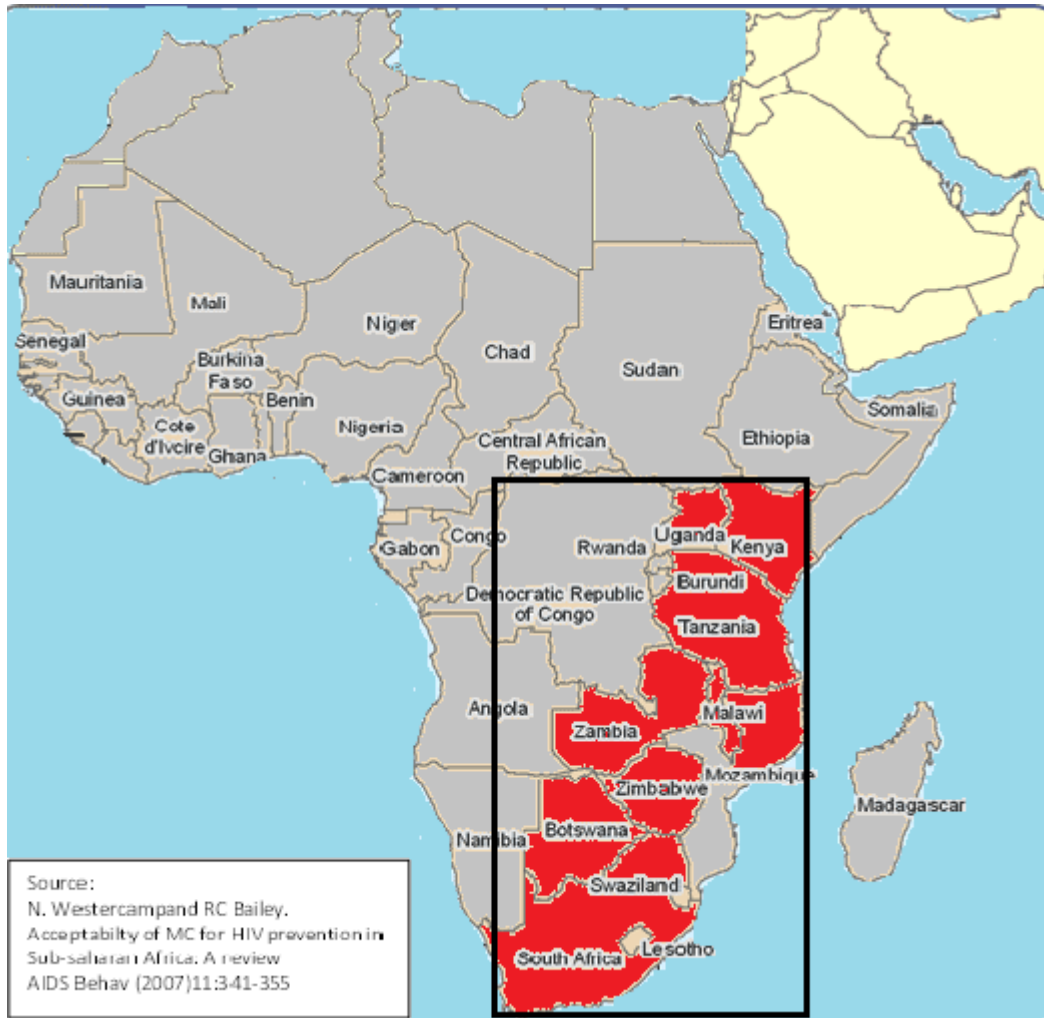 Mauritania
Mali
Niger
Chad
Sudan
Eritrea
Senegal
Burkina
Faso
Guinea
Benin
Cote
d'Ivcire
Ghana
Nigeria
Cameroon
Central African
Republic
Ethiopia
Somalia
Gabon
Congo
Rwanda
Uganda
Kenya
Democratic Republic
of Congo
Burundi
Tanzania
Angola
Zambia
Malawi
Mozambique
Zimbabwe
Madagascar
Namibia
Botswana
Swaziland
South Africa
Lesotho
Source:
N. Westercampand RC Bailey.
Acceptabilty of MC for HIV prevention in
Sub-saharan Africa. A review
AIDS Behav (2007)11:341-355